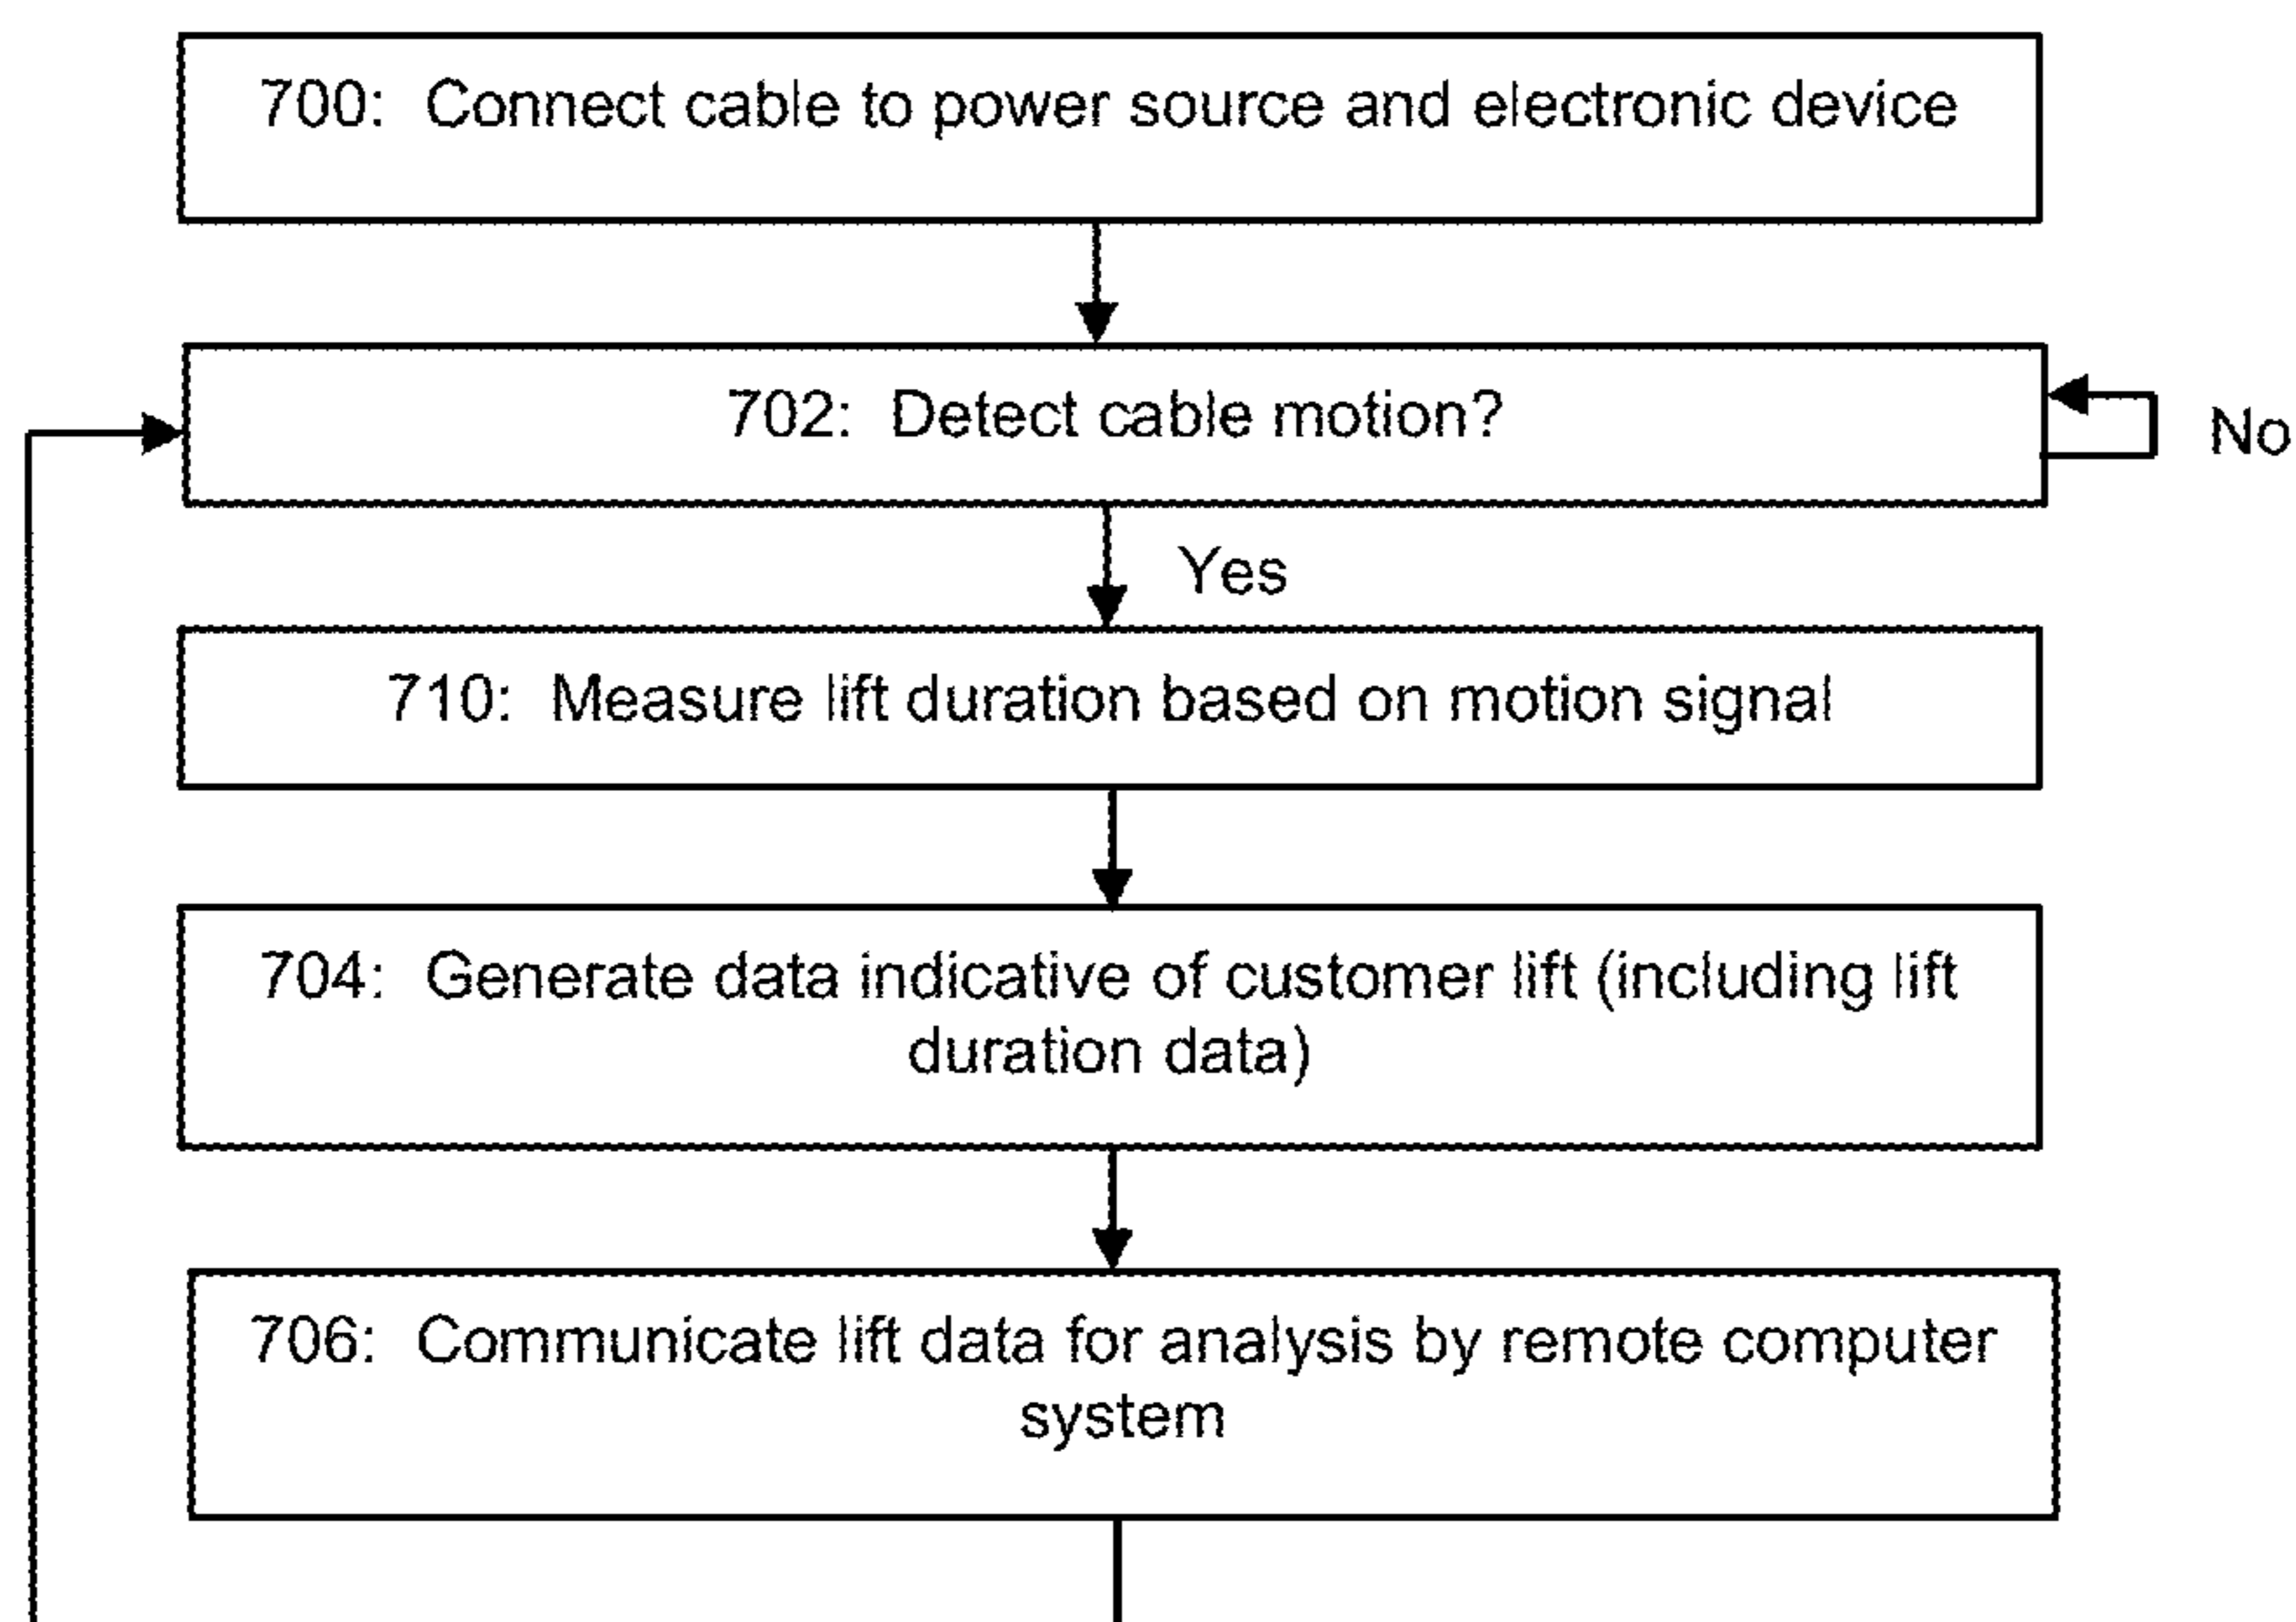 700: Connect cable to power source and electronic device
702: Detect cable motion?
No
Yes
710: Measure lift duration based on motion signal
704: Generate data indicative of customer lift (including lift
duration data)
706: Communicate lift data for analysis by remote computer
system